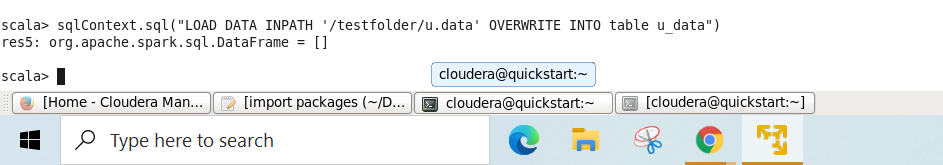 scala> sqlContext.sql("LOAD DATA INPATH '/testfolder/u.data' OVERWRITE INTO table u_data")
res5: org.apache.spark.sql.DataFrame = []
scala>
cloudera@quickstart:~
[Home - Cloudera Man... [import packages (~/D... cloudera@quickstart:~ [cloudera@quickstart:~]
Type here to search